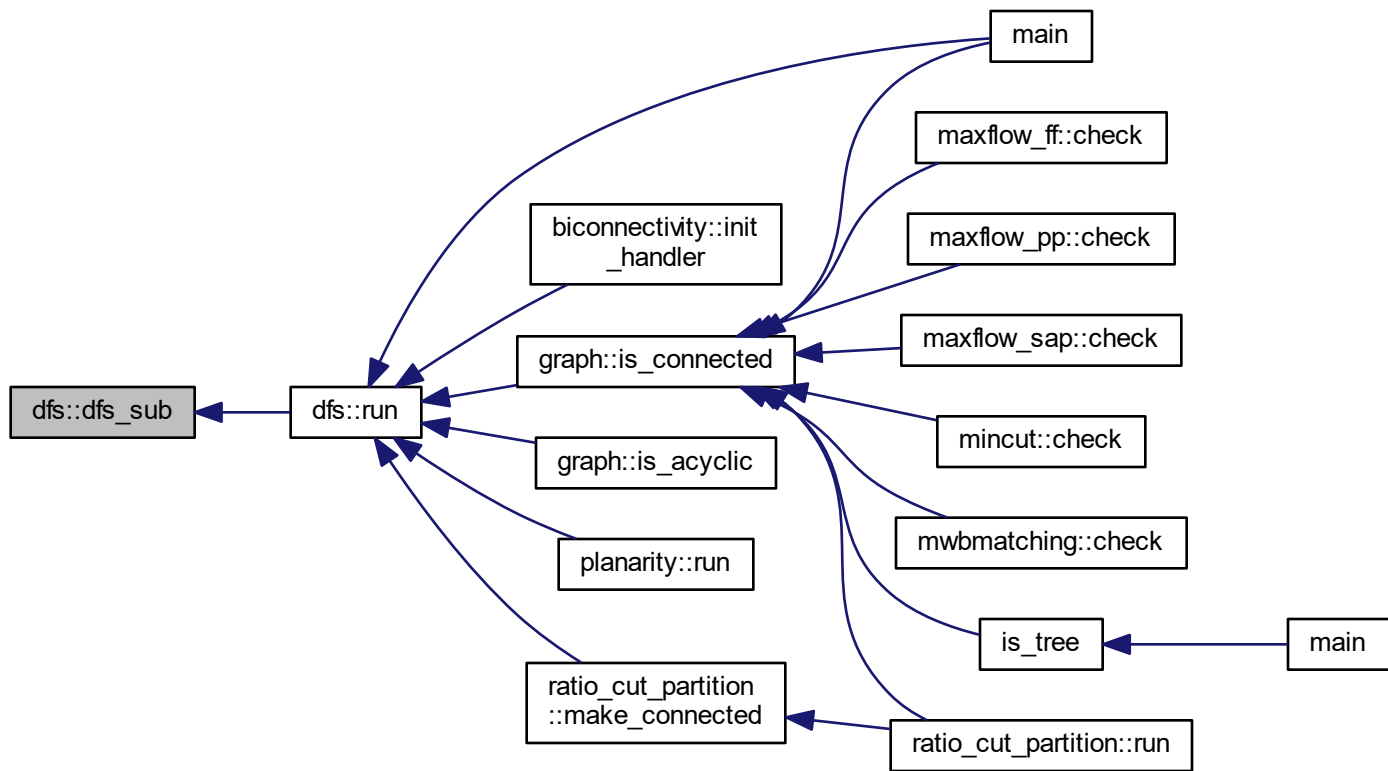 main
maxflow_ff::check
biconnectivity::init
_handler
maxflow_pp::check
maxflow_sap::check
graph::is_connected
dfs::dfs_sub
dfs::run
mincut::check
graph::is_acyclic
mwbmatching::check
planarity::run
is_tree
main
ratio_cut_partition
::make_connected
ratio_cut_partition::run